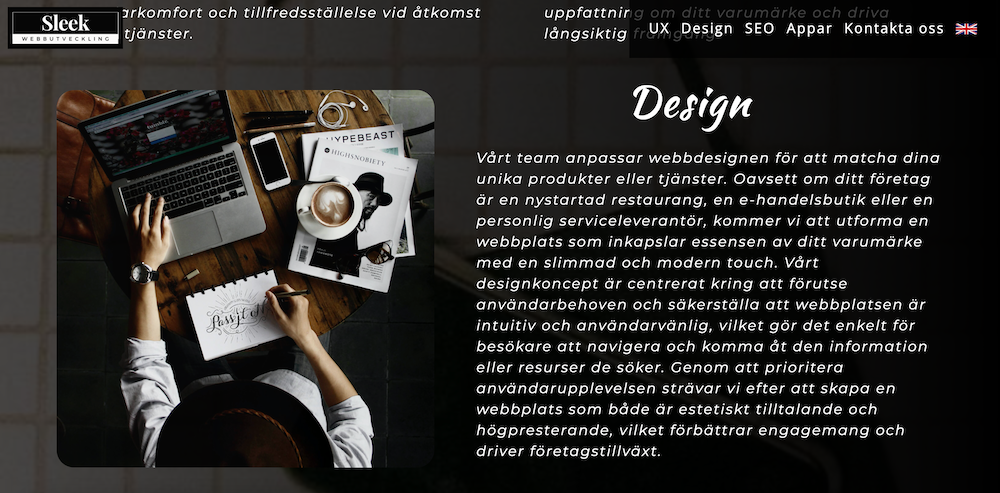 Sleek
WEBBUTVECKLING
arkomfort och tillfredsställelse vid åtkomst
tjänster.
uppfattning om ditt varumärke och driva
långsiktig framgång.
UX Design SEO Appar Kontakta oss
HYPEBEAST
HIGHSNOBIETY
Design
Vårt team anpassar webbdesignen för att matcha dina
unika produkter eller tjänster. Oavsett om ditt företag
är en nystartad restaurang, en e-handelsbutik eller en
personlig serviceleverantör, kommer vi att utforma en
webbplats som inkapslar essensen av ditt varumärke
med en slimmad och modern touch. Vårt
designkoncept är centrerat kring att förutse
användarbehoven och säkerställa att webbplatsen är
intuitiv och användarvänlig, vilket gör det enkelt för
besökare att navigera och komma åt den information
eller resurser de söker. Genom att prioritera
användarupplevelsen strävar vi efter att skapa en
webbplats som både är estetiskt tilltalande och
högpresterande, vilket förbättrar engagemang och
driver företagstillväxt.